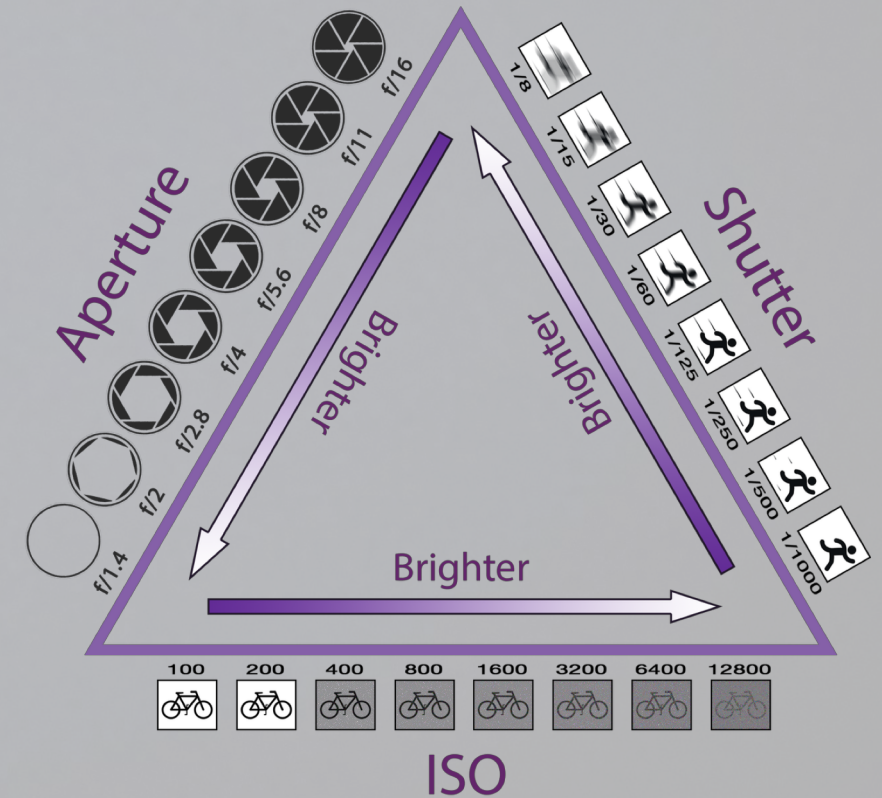 Aperture
f/16
f/11
f/8
f/5.6
f/4
f/2.8
f/2
f/1.4
Shutter
1/8
1/15
1/30
1/60
1/125
1/250
1/500
1/1000
Brighter
Brighter
Brighter
100 200 400 800 1600 3200 6400 12800
ISO